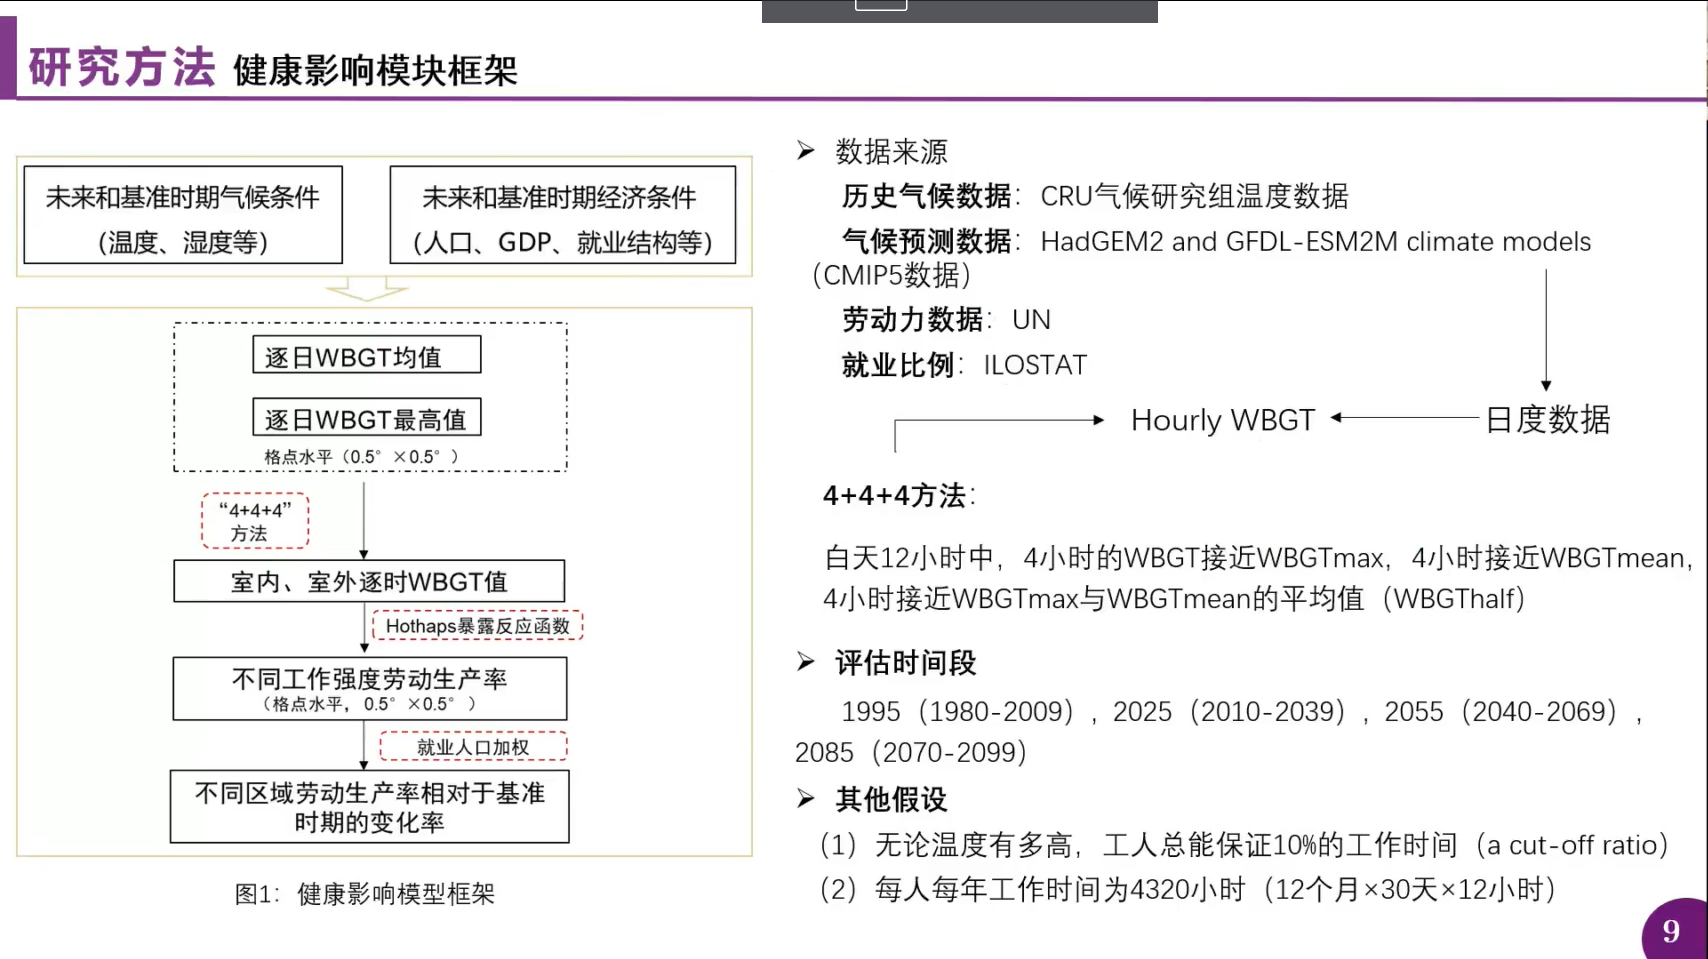 研究方法 健康影响模块框架
未来和基准时期气候条件
（温度、湿度等）
未来和基准时期经济条件
（人口、GDP、就业结构等）
逐日WBGT均值
逐日WBGT最高值
格点水平（0.5°×0.5°）
“4+4+4”
方法
室内、室外逐时WBGT值
Hothaps暴露反应函数
不同工作强度劳动生产率
（格点水平，0.5°×0.5°）
就业人口加权
不同区域劳动生产率相对于基准
时期的变化率
图1：健康影响模型框架
➢ 数据来源
历史气候数据：CRU气候研究组温度数据
气候预测数据：HadGEM2 and GFDL-ESM2M climate models
（CMIP5数据）
劳动力数据：UN
就业比例：ILOSTAT
Hourly WBGT
日度数据
4+4+4方法：
白天12小时中，4小时的WBGT接近WBGTmax，4小时接近WBGTmean，
4小时接近WBGTmax与WBGTmean的平均值（WBGThalf）
➢ 评估时间段
1995（1980-2009）, 2025（2010-2039）, 2055（2040-2069）,
2085（2070-2099）
➢ 其他假设
（1）无论温度有多高，工人总能保证10%的工作时间（a cut-off ratio）
（2）每人每年工作时间为4320小时（12个月×30天×12小时）
9